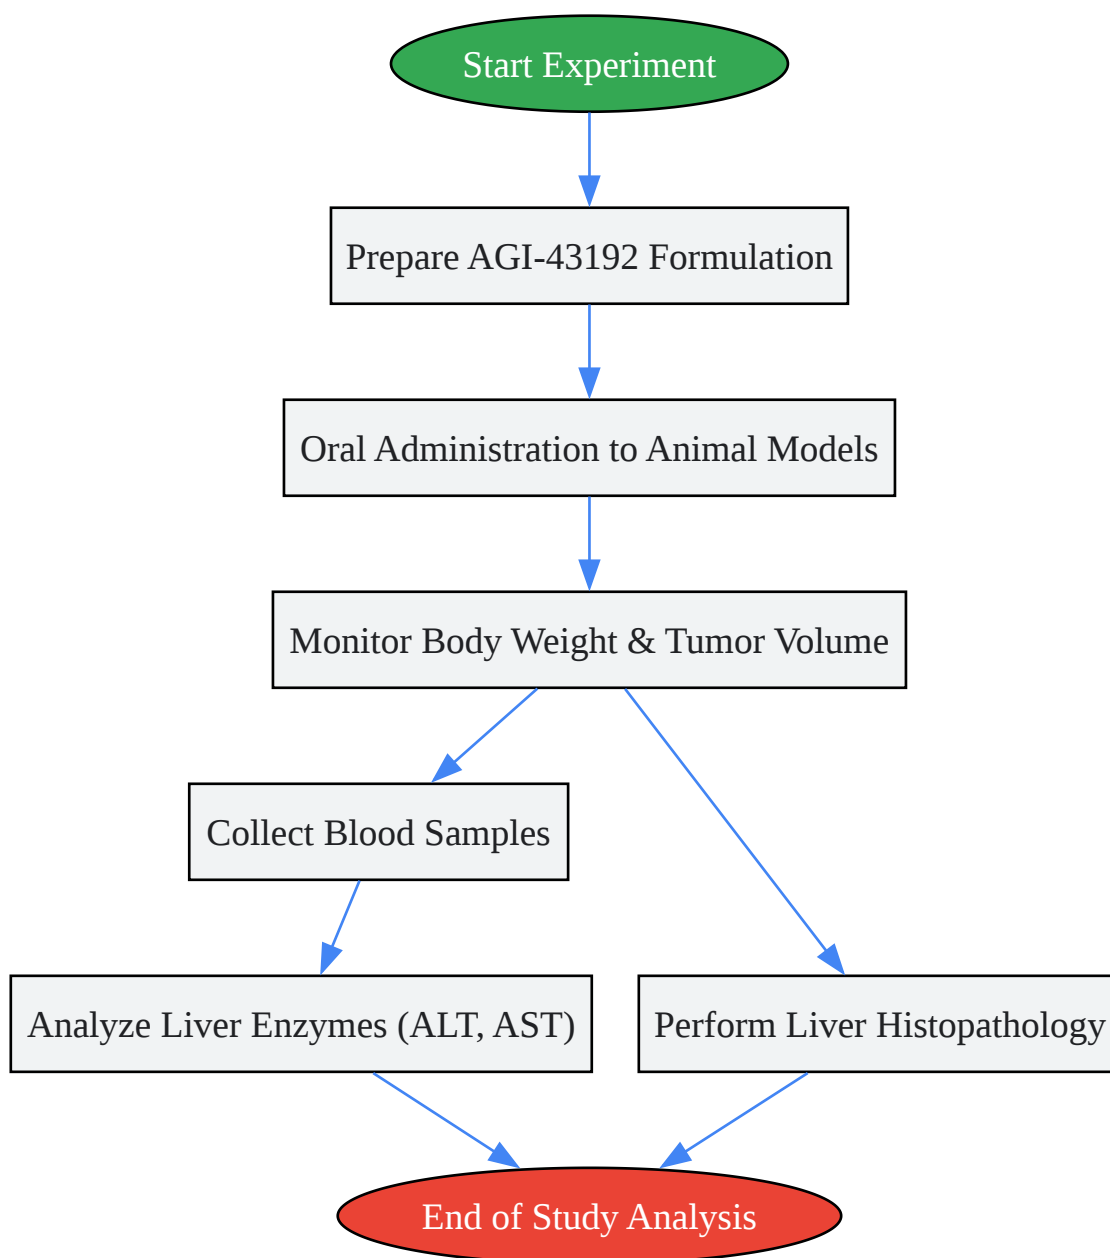 Start Experiment
Prepare AGI-43192 Formulation
Oral Administration to Animal Models
Monitor Body Weight & Tumor Volume
Collect Blood Samples
Analyze Liver Enzymes (ALT, AST)
Perform Liver Histopathology
End of Study Analysis